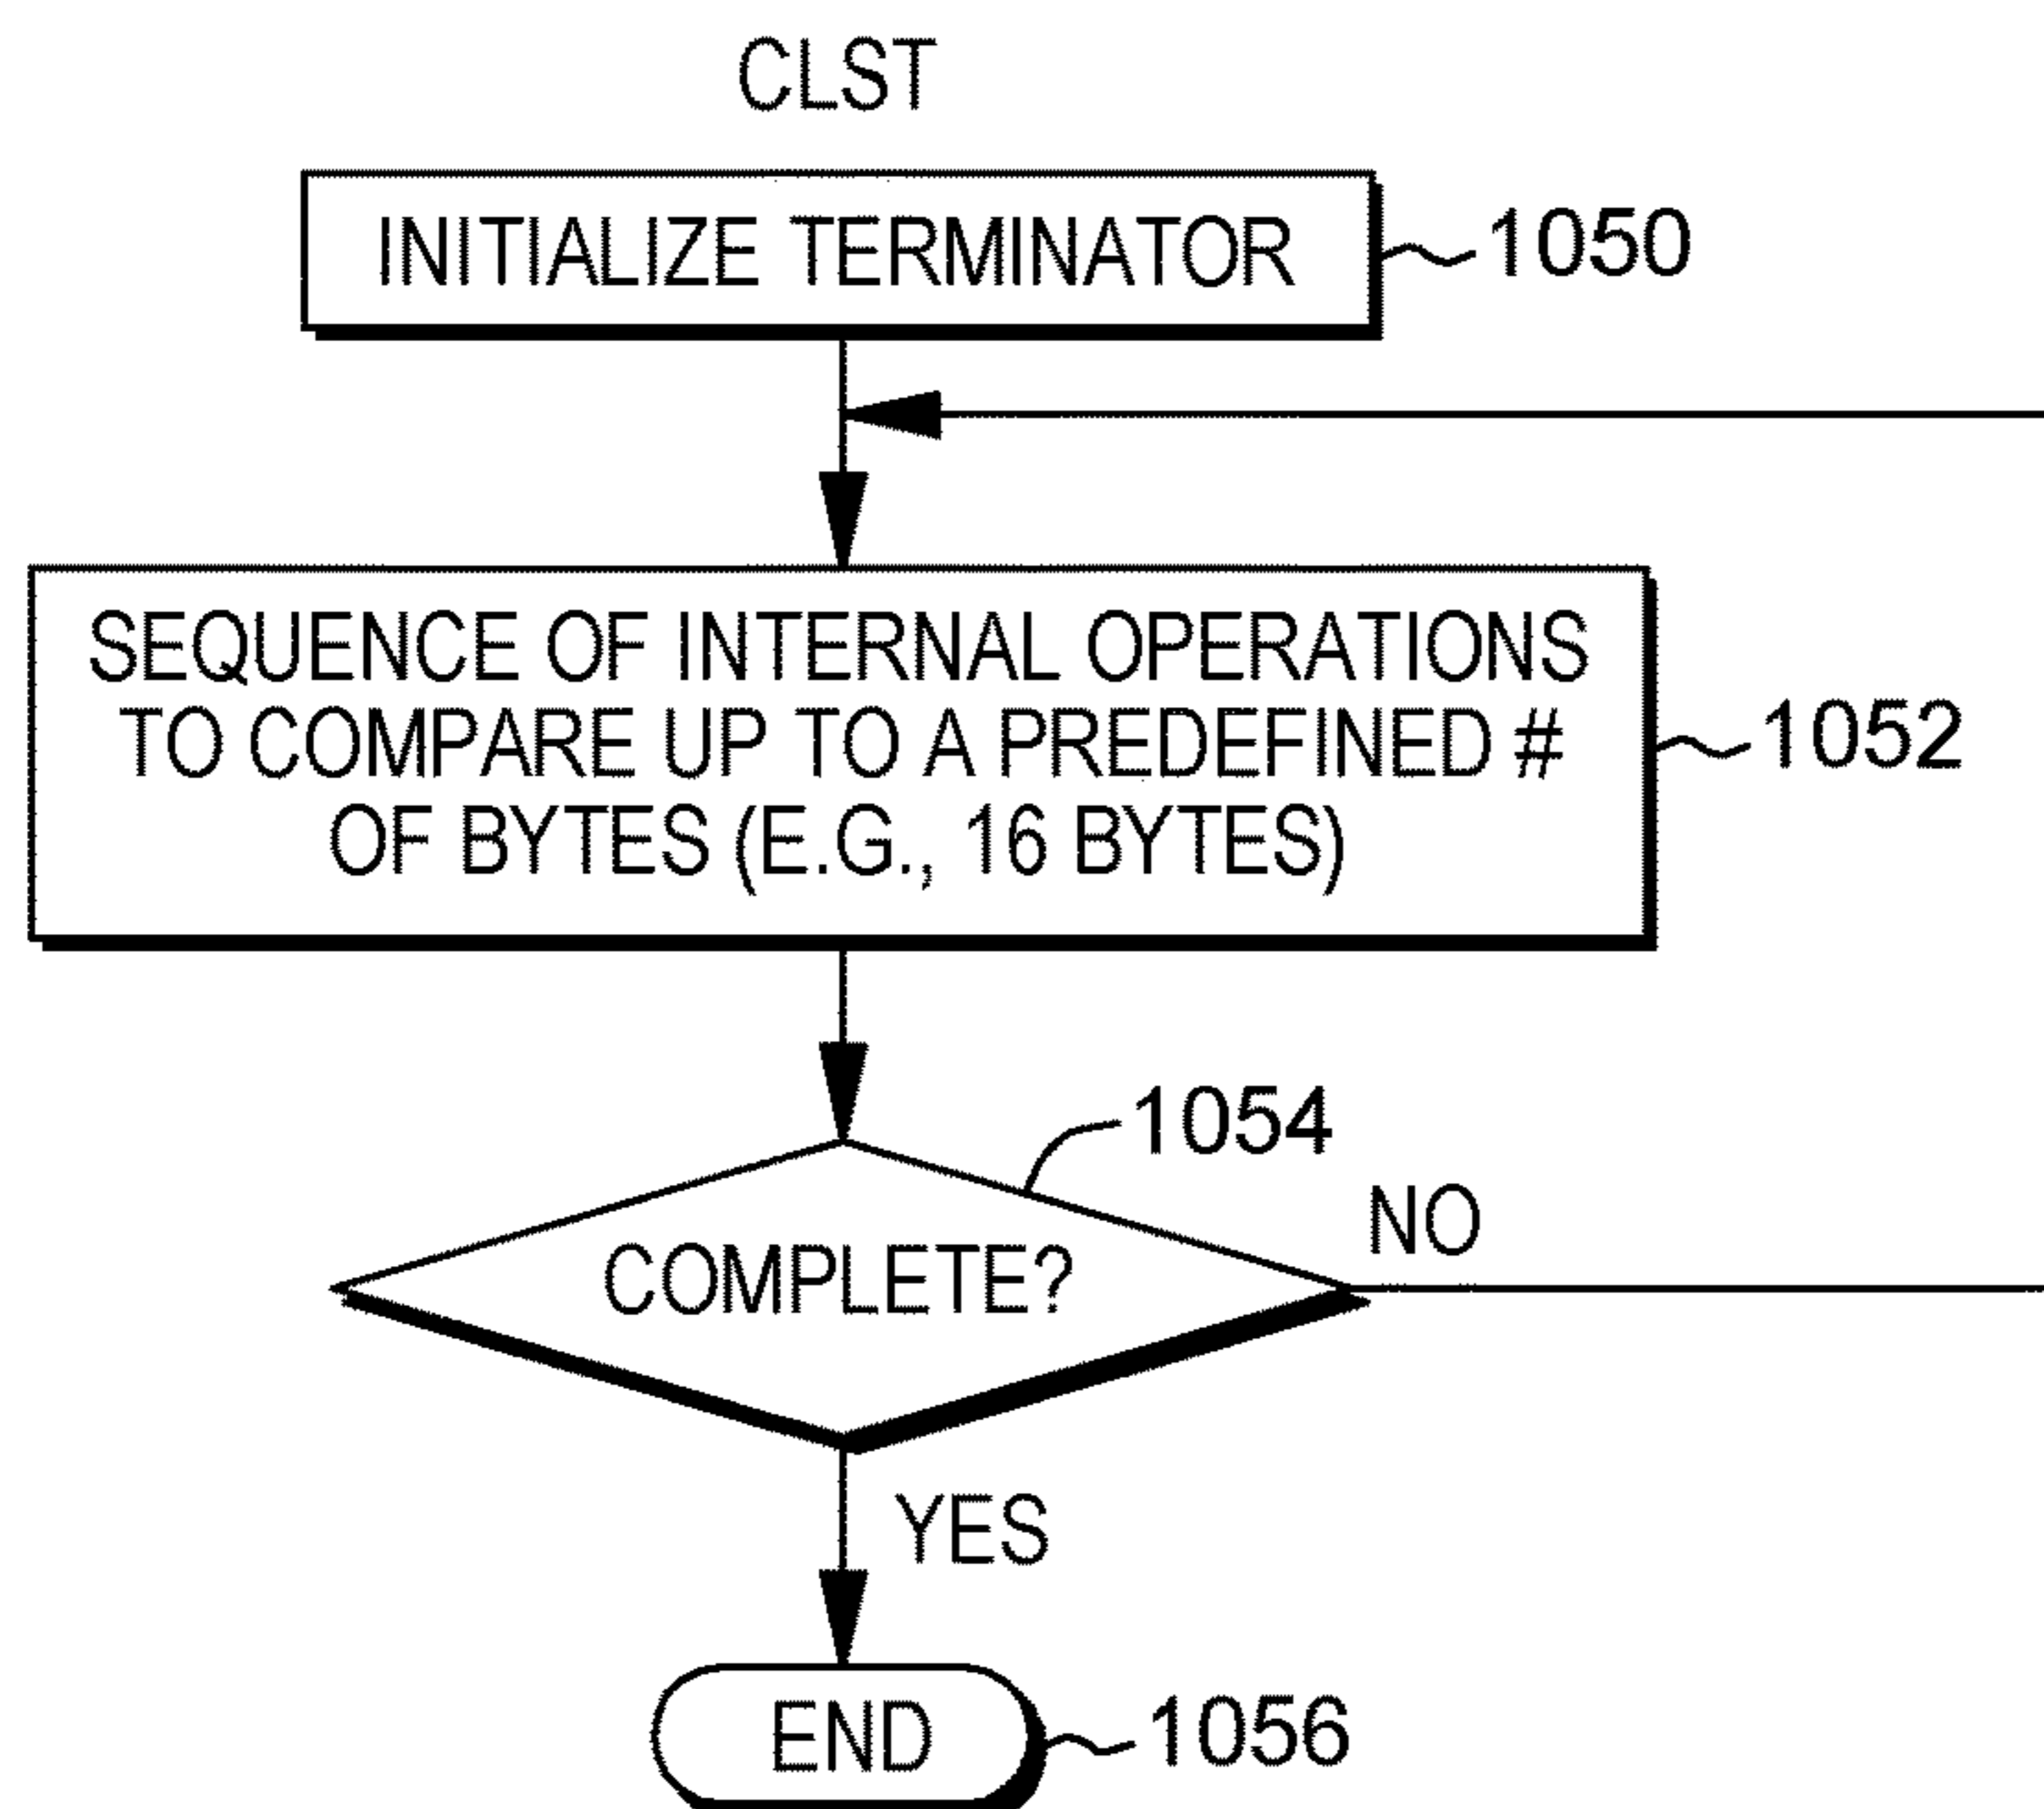 CLST
INITIALIZE TERMINATOR
1050
SEQUENCE OF INTERNAL OPERATIONS
TO COMPARE UP TO A PREDEFINED #
OF BYTES (E.G., 16 BYTES)
1052
1054
COMPLETE?
NO
YES
END
1056